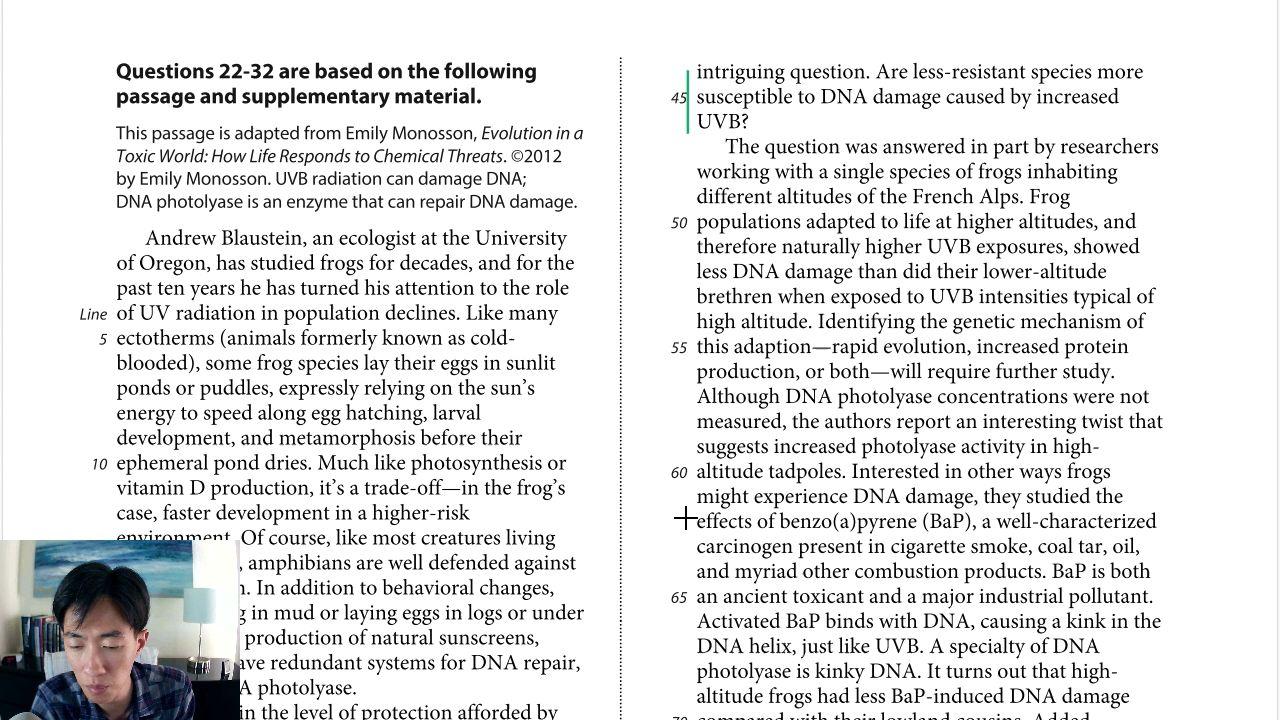 Questions 22-32 are based on the following
passage and supplementary material.
This passage is adapted from Emily Monosson, Evolution in a
Toxic World: How Life Responds to Chemical Threats. ©2012
by Emily Monosson. UVB radiation can damage DNA;
DNA photolyase is an enzyme that can repair DNA damage.
Andrew Blaustein, an ecologist at the University
of Oregon, has studied frogs for decades, and for the
past ten years he has turned his attention to the role
Line of UV radiation in population declines. Like many
5 ectotherms (animals formerly known as cold-
blooded), some frog species lay their eggs in sunlit
ponds or puddles, expressly relying on the sun's
energy to speed along egg hatching, larval
development, and metamorphosis before their
10 ephemeral pond dries. Much like photosynthesis or
vitamin D production, it's a trade-off—in the frog's
case, faster development in a higher-risk
environment. Of course, like most creatures living
, amphibians are well defended against
In addition to behavioral changes,
in mud or laying eggs in logs or under
production of natural sunscreens,
redundant systems for DNA repair,
photolyase.
in the level of protection afforded by
intriguing question. Are less-resistant species more
45 susceptible to DNA damage caused by increased
UVB?
The question was answered in part by researchers
working with a single species of frogs inhabiting
different altitudes of the French Alps. Frog
50 populations adapted to life at higher altitudes, and
therefore naturally higher UVB exposures, showed
less DNA damage than did their lower-altitude
brethren when exposed to UVB intensities typical of
high altitude. Identifying the genetic mechanism of
55 this adaption—rapid evolution, increased protein
production, or both—will require further study.
Although DNA photolyase concentrations were not
measured, the authors report an interesting twist that
suggests increased photolyase activity in high-
60 altitude tadpoles. Interested in other ways frogs
might experience DNA damage, they studied the
effects of benzo(a)pyrene (BaP), a well-characterized
carcinogen present in cigarette smoke, coal tar, oil,
and myriad other combustion products. BaP is both
65 an ancient toxicant and a major industrial pollutant.
Activated BaP binds with DNA, causing a kink in the
DNA helix, just like UVB. A specialty of DNA
photolyase is kinky DNA. It turns out that high-
altitude frogs had less BaP-induced DNA damage
70 compared with their lowland cousins. Added